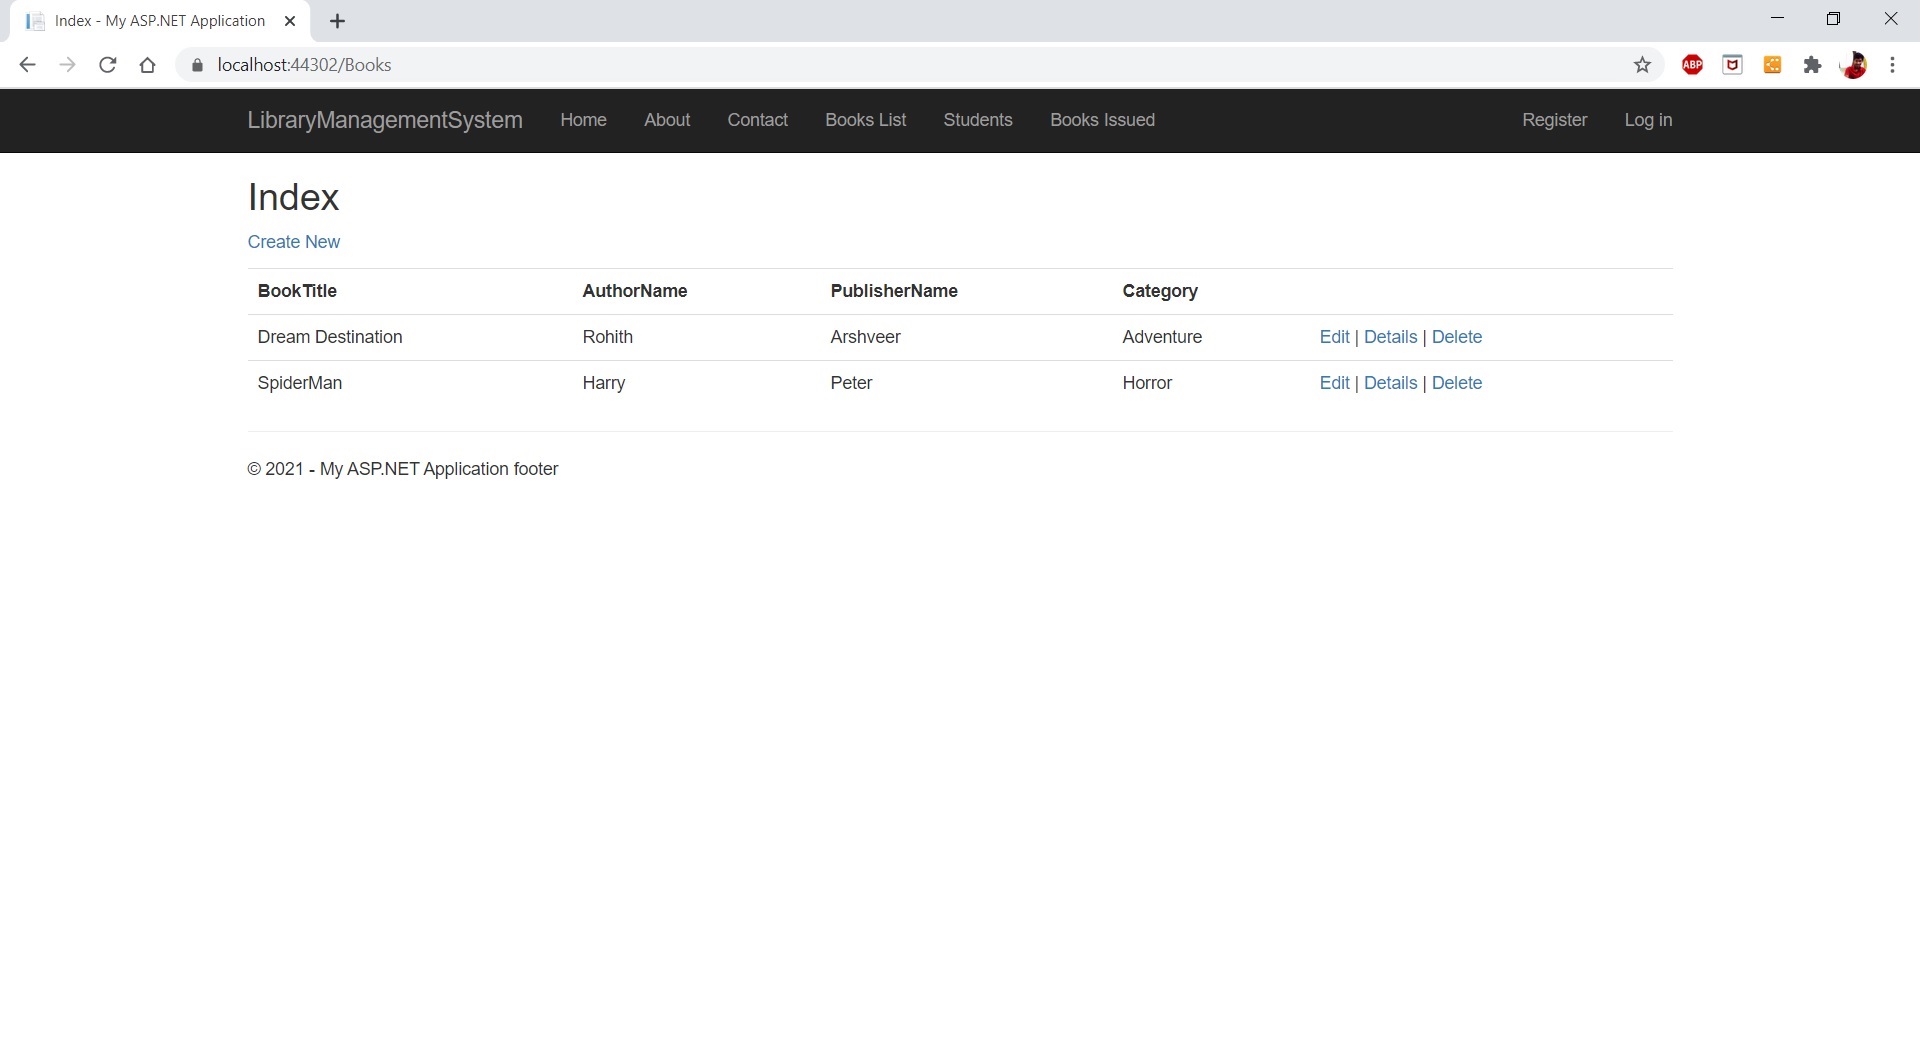 Index - My ASP.NET Application
localhost:44302/Books
ABP
LibraryManagementSystem Home About Contact Books List Students Books Issued Register Log in
Index
Create New
BookTitle AuthorName PublisherName Category
Dream Destination Rohith Arshveer Adventure Edit | Details | Delete
SpiderMan Harry Peter Horror Edit | Details | Delete
© 2021 - My ASP.NET Application footer